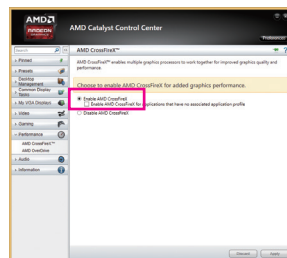 AMD
RADEON
GRAPHICS
AMD Catalyst Control Center
Preferences
Search
AMD CrossFireX™
Pinned
Presets
Desktop Management
Common Display Tasks
My VGA Displays
Video
Gaming
Performance
AMD CrossFireX™
AMD OverDrive
Audio
Information
AMD CrossFireX™ enables multiple graphics processors to work together for improved graphics quality and
performance.
Choose to enable AMD CrossFireX for added graphics performance.
Enable AMD CrossFireX
Enable AMD CrossFireX for applications that have no associated application profile
Disable AMD CrossFireX
Discard
Apply